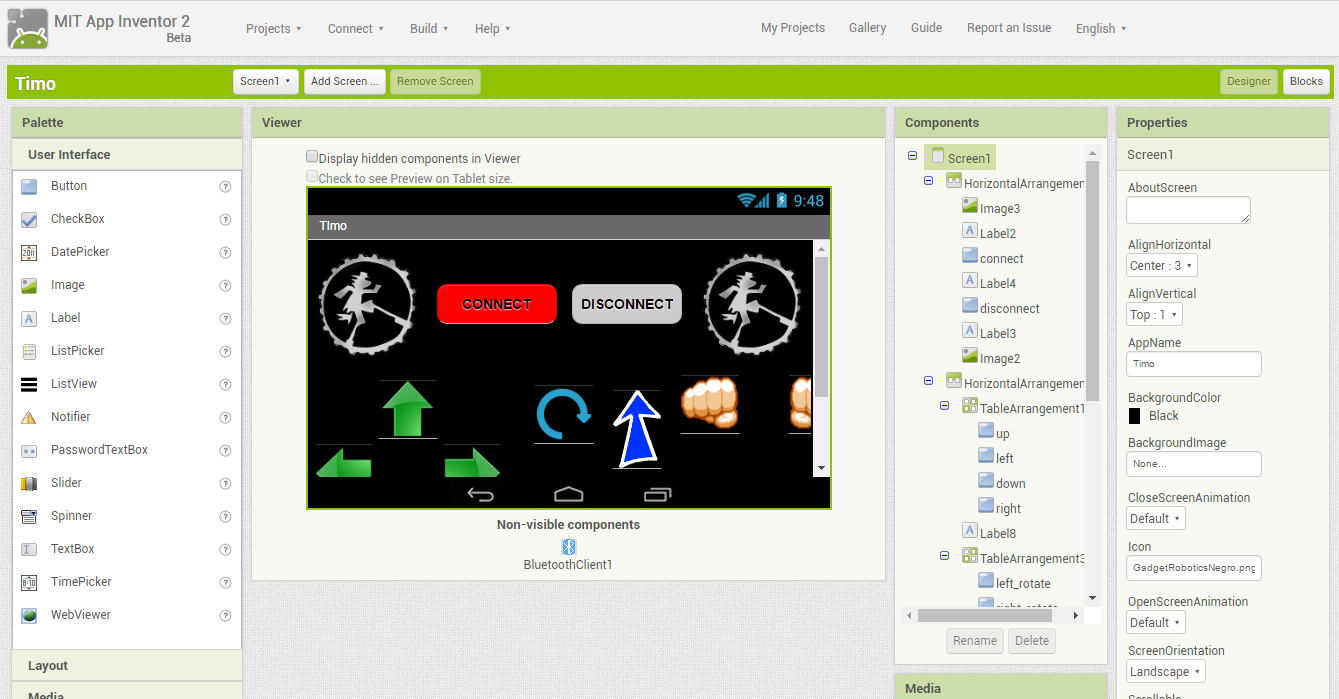 MIT App Inventor 2
Beta
Projects Connect Build Help My Projects Gallery Guide Report an Issue English
Timo Screen1 Add Screen ... Remove Screen Designer Blocks
Palette
User Interface
Button
CheckBox
DatePicker
Image
Label
ListPicker
ListView
Notifier
PasswordTextBox
Slider
Spinner
TextBox
TimePicker
WebViewer
Layout
Media
Viewer
Display hidden components in Viewer
Check to see Preview on Tablet size.
9:48
TImo
CONNECT DISCONNECT
Non-visible components
BluetoothClient1
Components
Screen1
HorizontalArrangemen
Image3
Label2
connect
Label4
disconnect
Label3
Image2
HorizontalArrangemen
TableArrangement1
up
left
down
right
Label8
TableArrangement3
left_rotate
right_rotate
Rename Delete
Media
Properties
Screen1
AboutScreen
AlignHorizontal
Center : 3
AlignVertical
Top : 1
AppName
Timo
BackgroundColor
Black
BackgroundImage
None...
CloseScreenAnimation
Default
Icon
GadgetRoboticsNegro.png
OpenScreenAnimation
Default
ScreenOrientation
Landscape
Scrollable